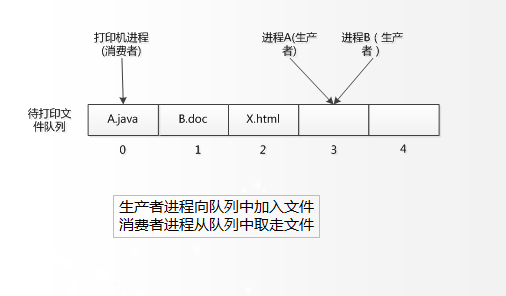 打印机进程
(消费者)
进程A(生产
者)
进程B（生产
者）
待打印文
件队列
A.java
B.doc
X.html
0
1
2
3
4
生产者进程向队列中加入文件
消费者进程从队列中取走文件